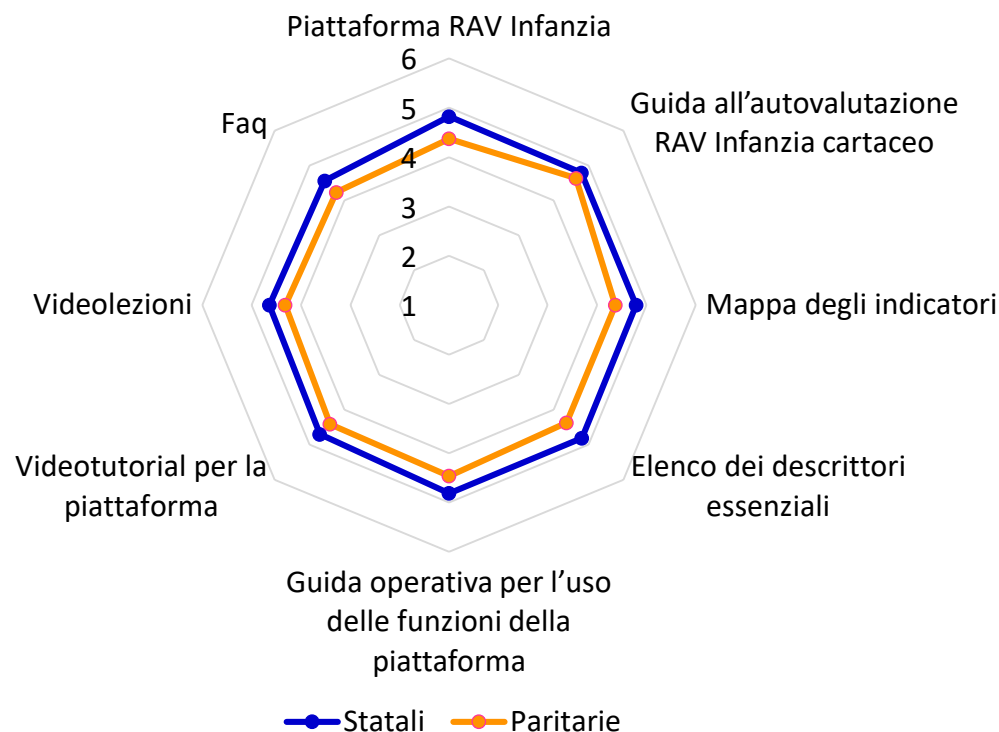 Piattaforma RAV Infanzia
6
5
4
3
2
1
Guida all’autovalutazione
RAV Infanzia cartaceo
Mappa degli indicatori
Elenco dei descrittori
essenziali
Guida operativa per l’uso
delle funzioni della
piattaforma
Videotutorial per la
piattaforma
Videolezioni
Faq
Statali
Paritarie